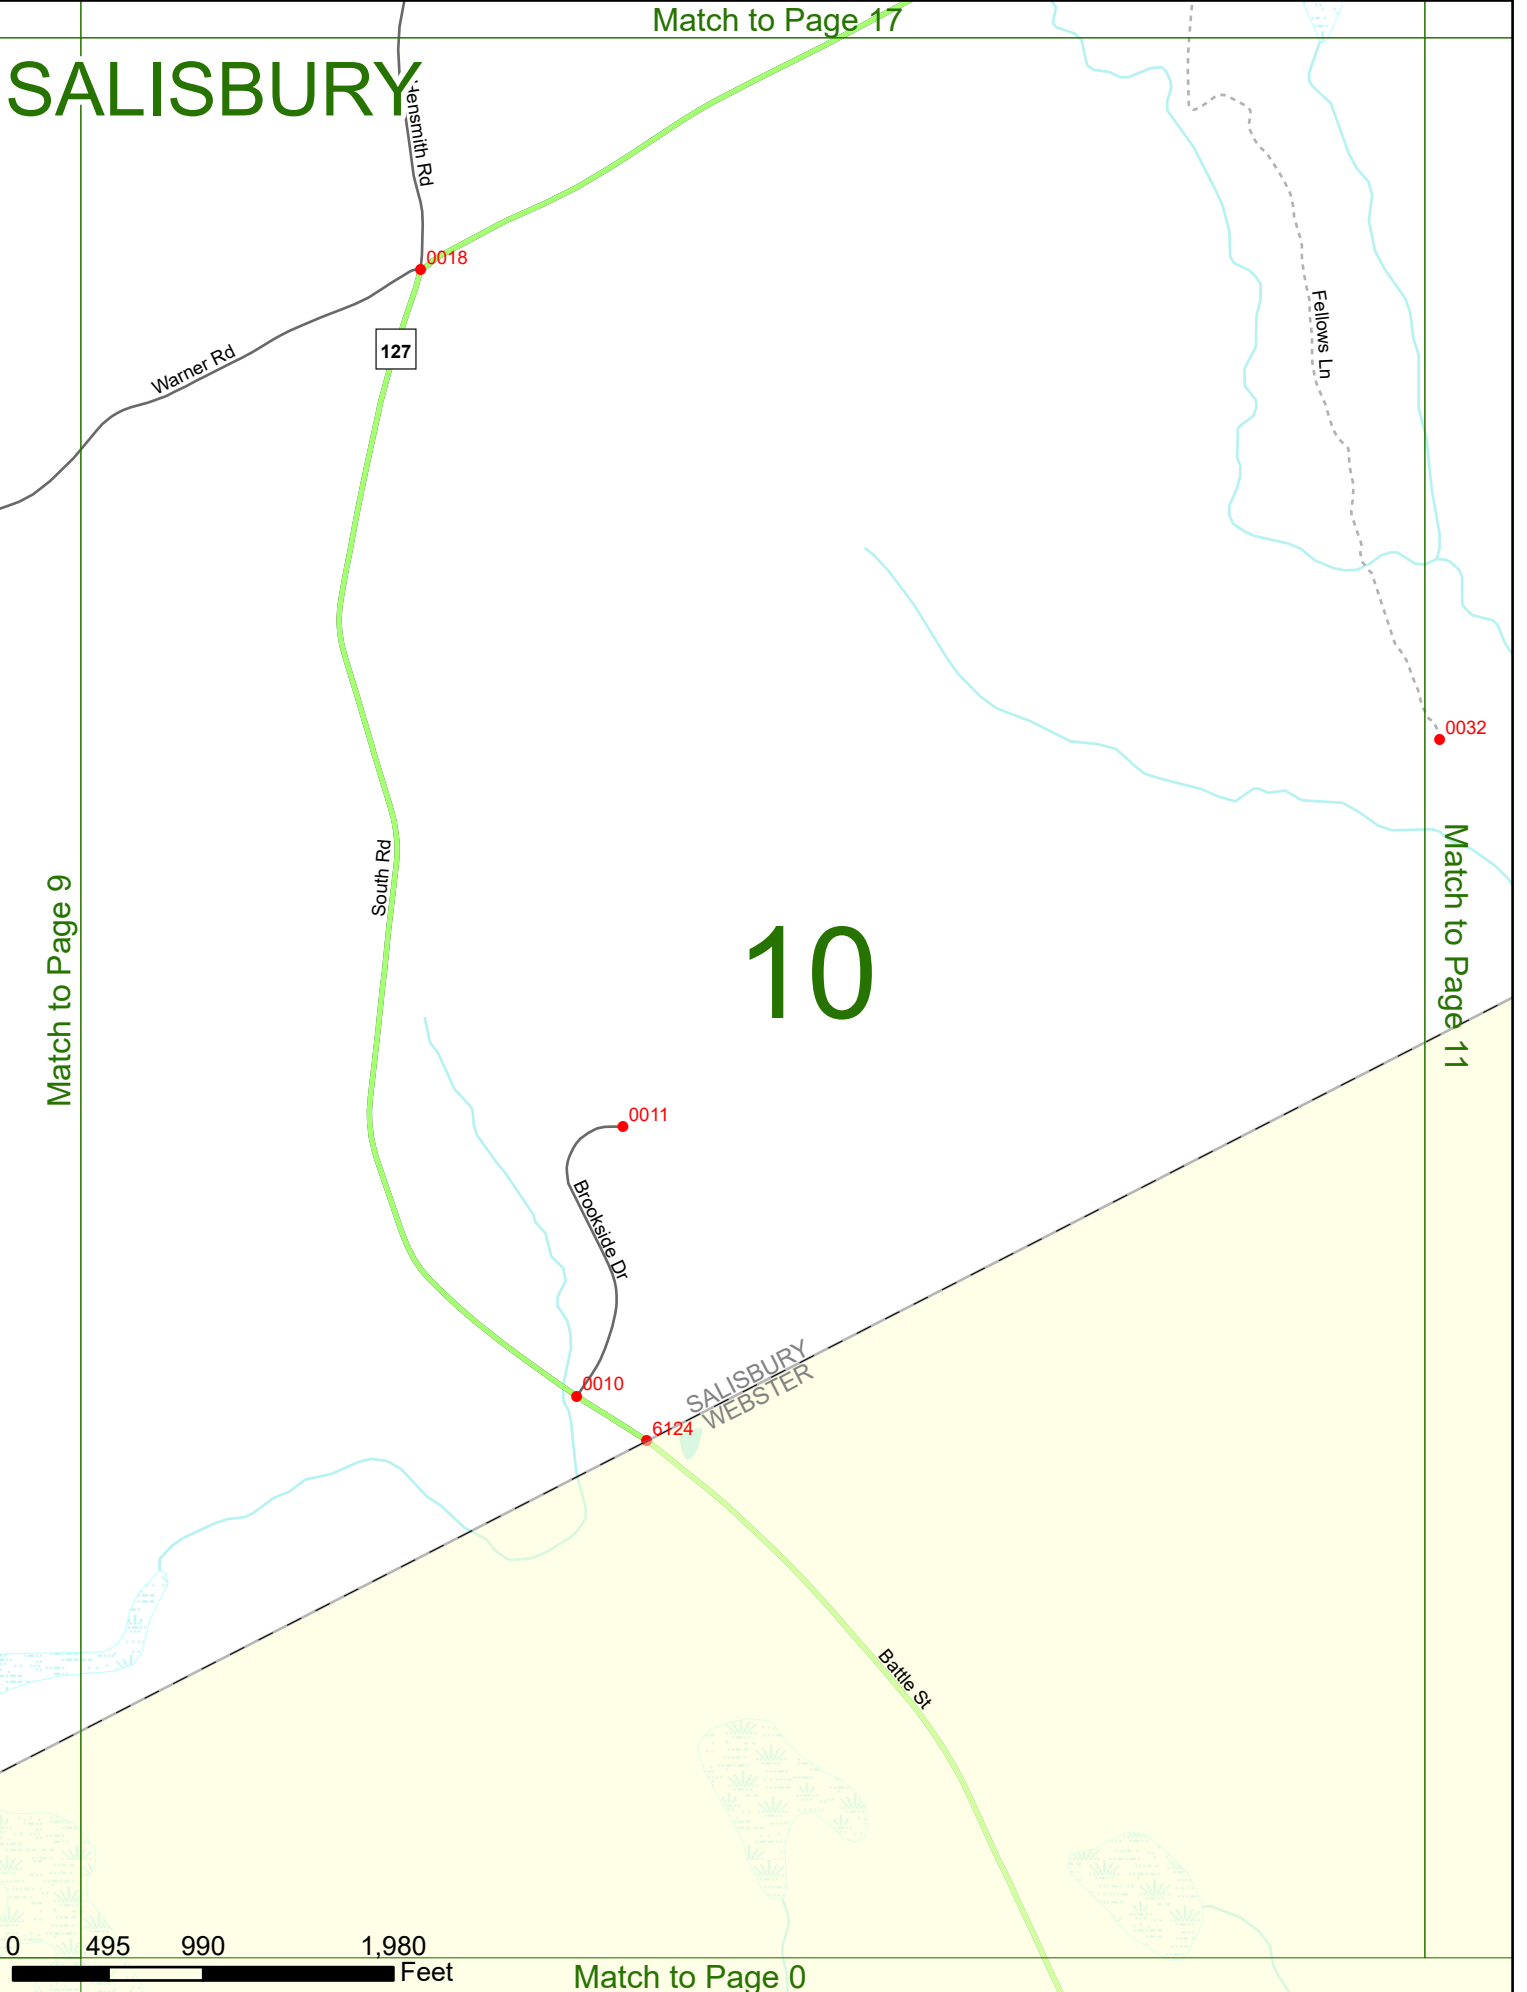 Match to Page 17
SALISBURY
Hensmith Rd
0018
127
Warner Rd
Fellows Ln
0032
South Rd
Match to Page 9
10
Match to Page 11
0011
Brookside Dr
0010
SALISBURY
WEBSTER
6124
Battle St
0 495 990 1,980
Feet
Match to Page 0